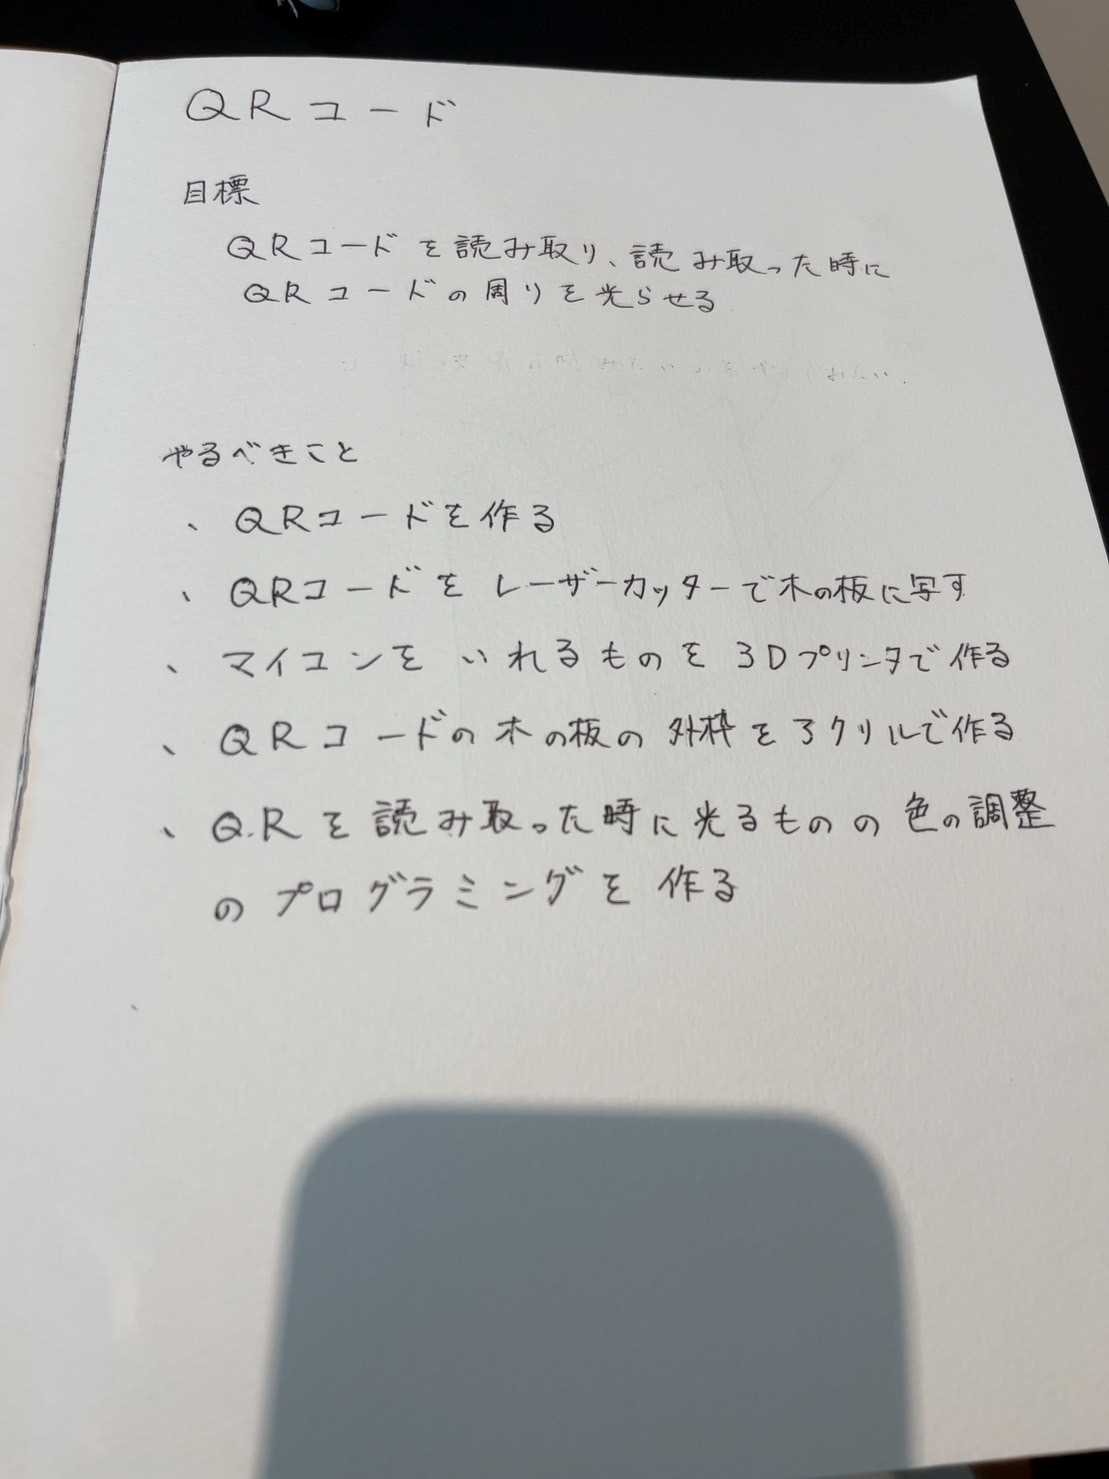 QRコード
目標
QRコードを読み取り、読み取った時に
QRコードの周りを光らせる
やるべきこと
、QRコードを作る
、QRコードをレーザーカッターで木の板に写す
、マイコンをいれるものを3Dプリンタで作る
、QRコードの木の板の外枠をアクリルで作る
、QRを読み取った時に光るものの色の調整
のプログラミングを作る